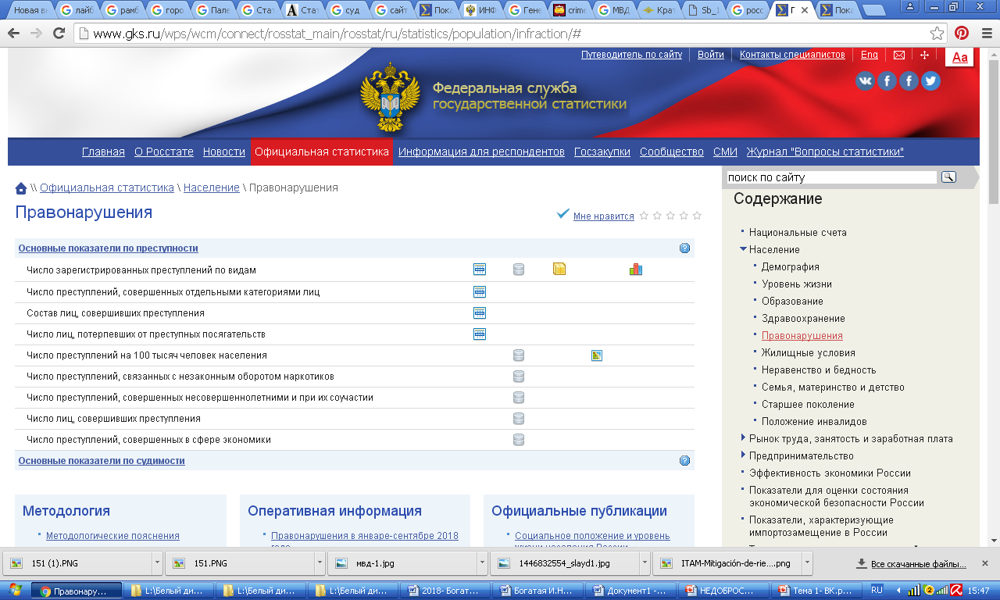 Новая в
лайб
рамб
горо
Пале
Стат
Стат
суд
сайт
Пока
ИНФ
Гене
crime
МВД
Крат
Sb_1
росс
П
Пока
www.gks.ru/wps/wcm/connect/rosstat_main/rosstat/ru/statistics/population/infraction/#
Путеводитель по сайту
Войти
Контакты специалистов
Eng
Aa
Федеральная служба
государственной статистики
Главная
О Росстате
Новости
Официальная статистика
Информация для респондентов
Госзакупки
Сообщество
СМИ
Журнал "Вопросы статистики"
\\ Официальная статистика \ Население \ Правонарушения
Правонарушения
Мне нравится
Основные показатели по преступности
Число зарегистрированных преступлений по видам
Число преступлений, совершенных отдельными категориями лиц
Состав лиц, совершивших преступления
Число лиц, потерпевших от преступных посягательств
Число преступлений на 100 тысяч человек населения
Число преступлений, связанных с незаконным оборотом наркотиков
Число преступлений, совершенных несовершеннолетними и при их соучастии
Число лиц, совершивших преступления
Число преступлений, совершенных в сфере экономики
Основные показатели по судимости
Методология
Методологические пояснения
Оперативная информация
Правонарушения в январе-сентябре 2018
года
Официальные публикации
Социальное положение и уровень
жизни населения России
поиск по сайту
Содержание
Национальные счета
Население
Демография
Уровень жизни
Образование
Здравоохранение
Правонарушения
Жилищные условия
Неравенство и бедность
Семья, материнство и детство
Старшее поколение
Положение инвалидов
Рынок труда, занятость и заработная плата
Предпринимательство
Эффективность экономики России
Показатели для оценки состояния
экономической безопасности России
Показатели, характеризующие
импортозамещение в России
151 (1).PNG
151.PNG
мвд-1.jpg
1446832554_slayd1.jpg
ITAM-Mitigación-de-rie....png
Все скачанные файлы...
Правонару...
L:\Белый ди...
L:\Белый ди...
L:\Белый ди...
2018- Богат...
Богатая И.Н...
Документ1 -...
НЕДОБРОС...
Тема 1- ВК.p...
RU
15:47